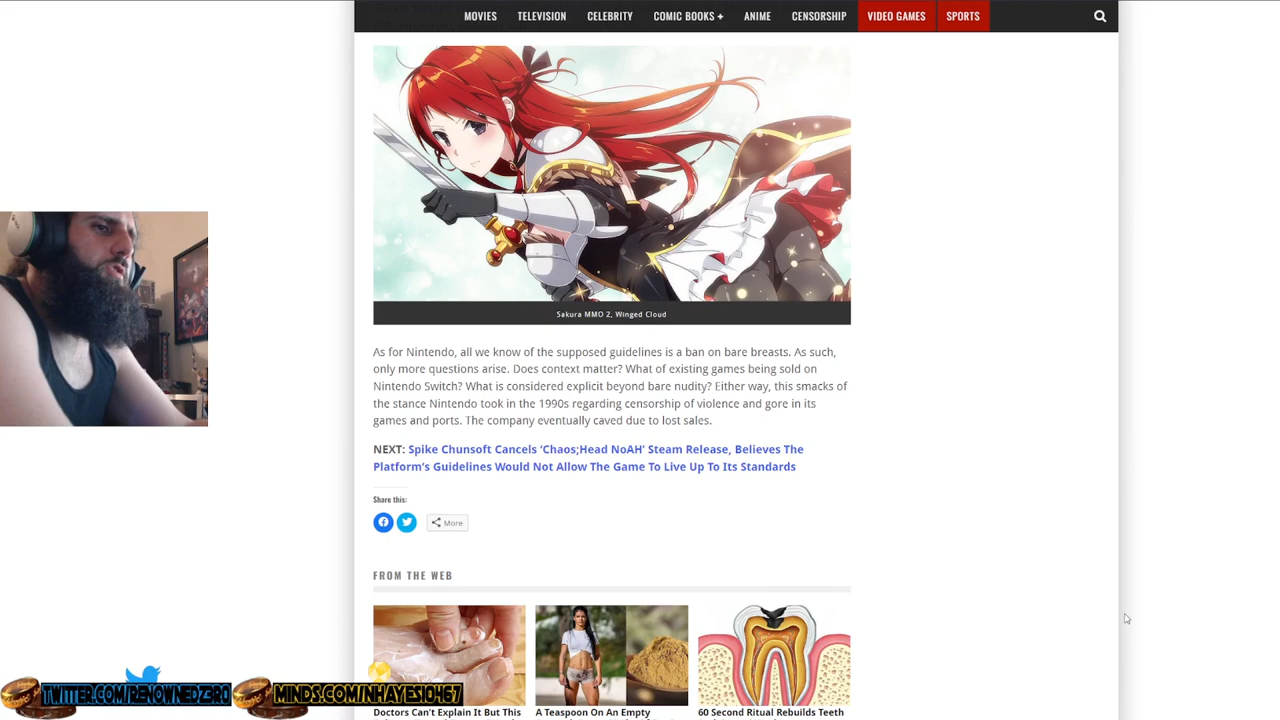 MOVIES TELEVISION CELEBRITY COMIC BOOKS + ANIME CENSORSHIP VIDEO GAMES SPORTS
Sakura MMO 2, Winged Cloud
As for Nintendo, all we know of the supposed guidelines is a ban on bare breasts. As such,
only more questions arise. Does context matter? What of existing games being sold on
Nintendo Switch? What is considered explicit beyond bare nudity? Either way, this smacks of
the stance Nintendo took in the 1990s regarding censorship of violence and gore in its
games and ports. The company eventually caved due to lost sales.
NEXT: Spike Chunsoft Cancels ‘Chaos;Head NoAH’ Steam Release, Believes The
Platform’s Guidelines Would Not Allow The Game To Live Up To Its Standards
Share this:
More
FROM THE WEB
Doctors Can't Explain It But This
A Teaspoon On An Empty
60 Second Ritual Rebuilds Teeth
TWITTER.COM/RENOWNEDZ3R0
MINDS.COM/NHAYES10467